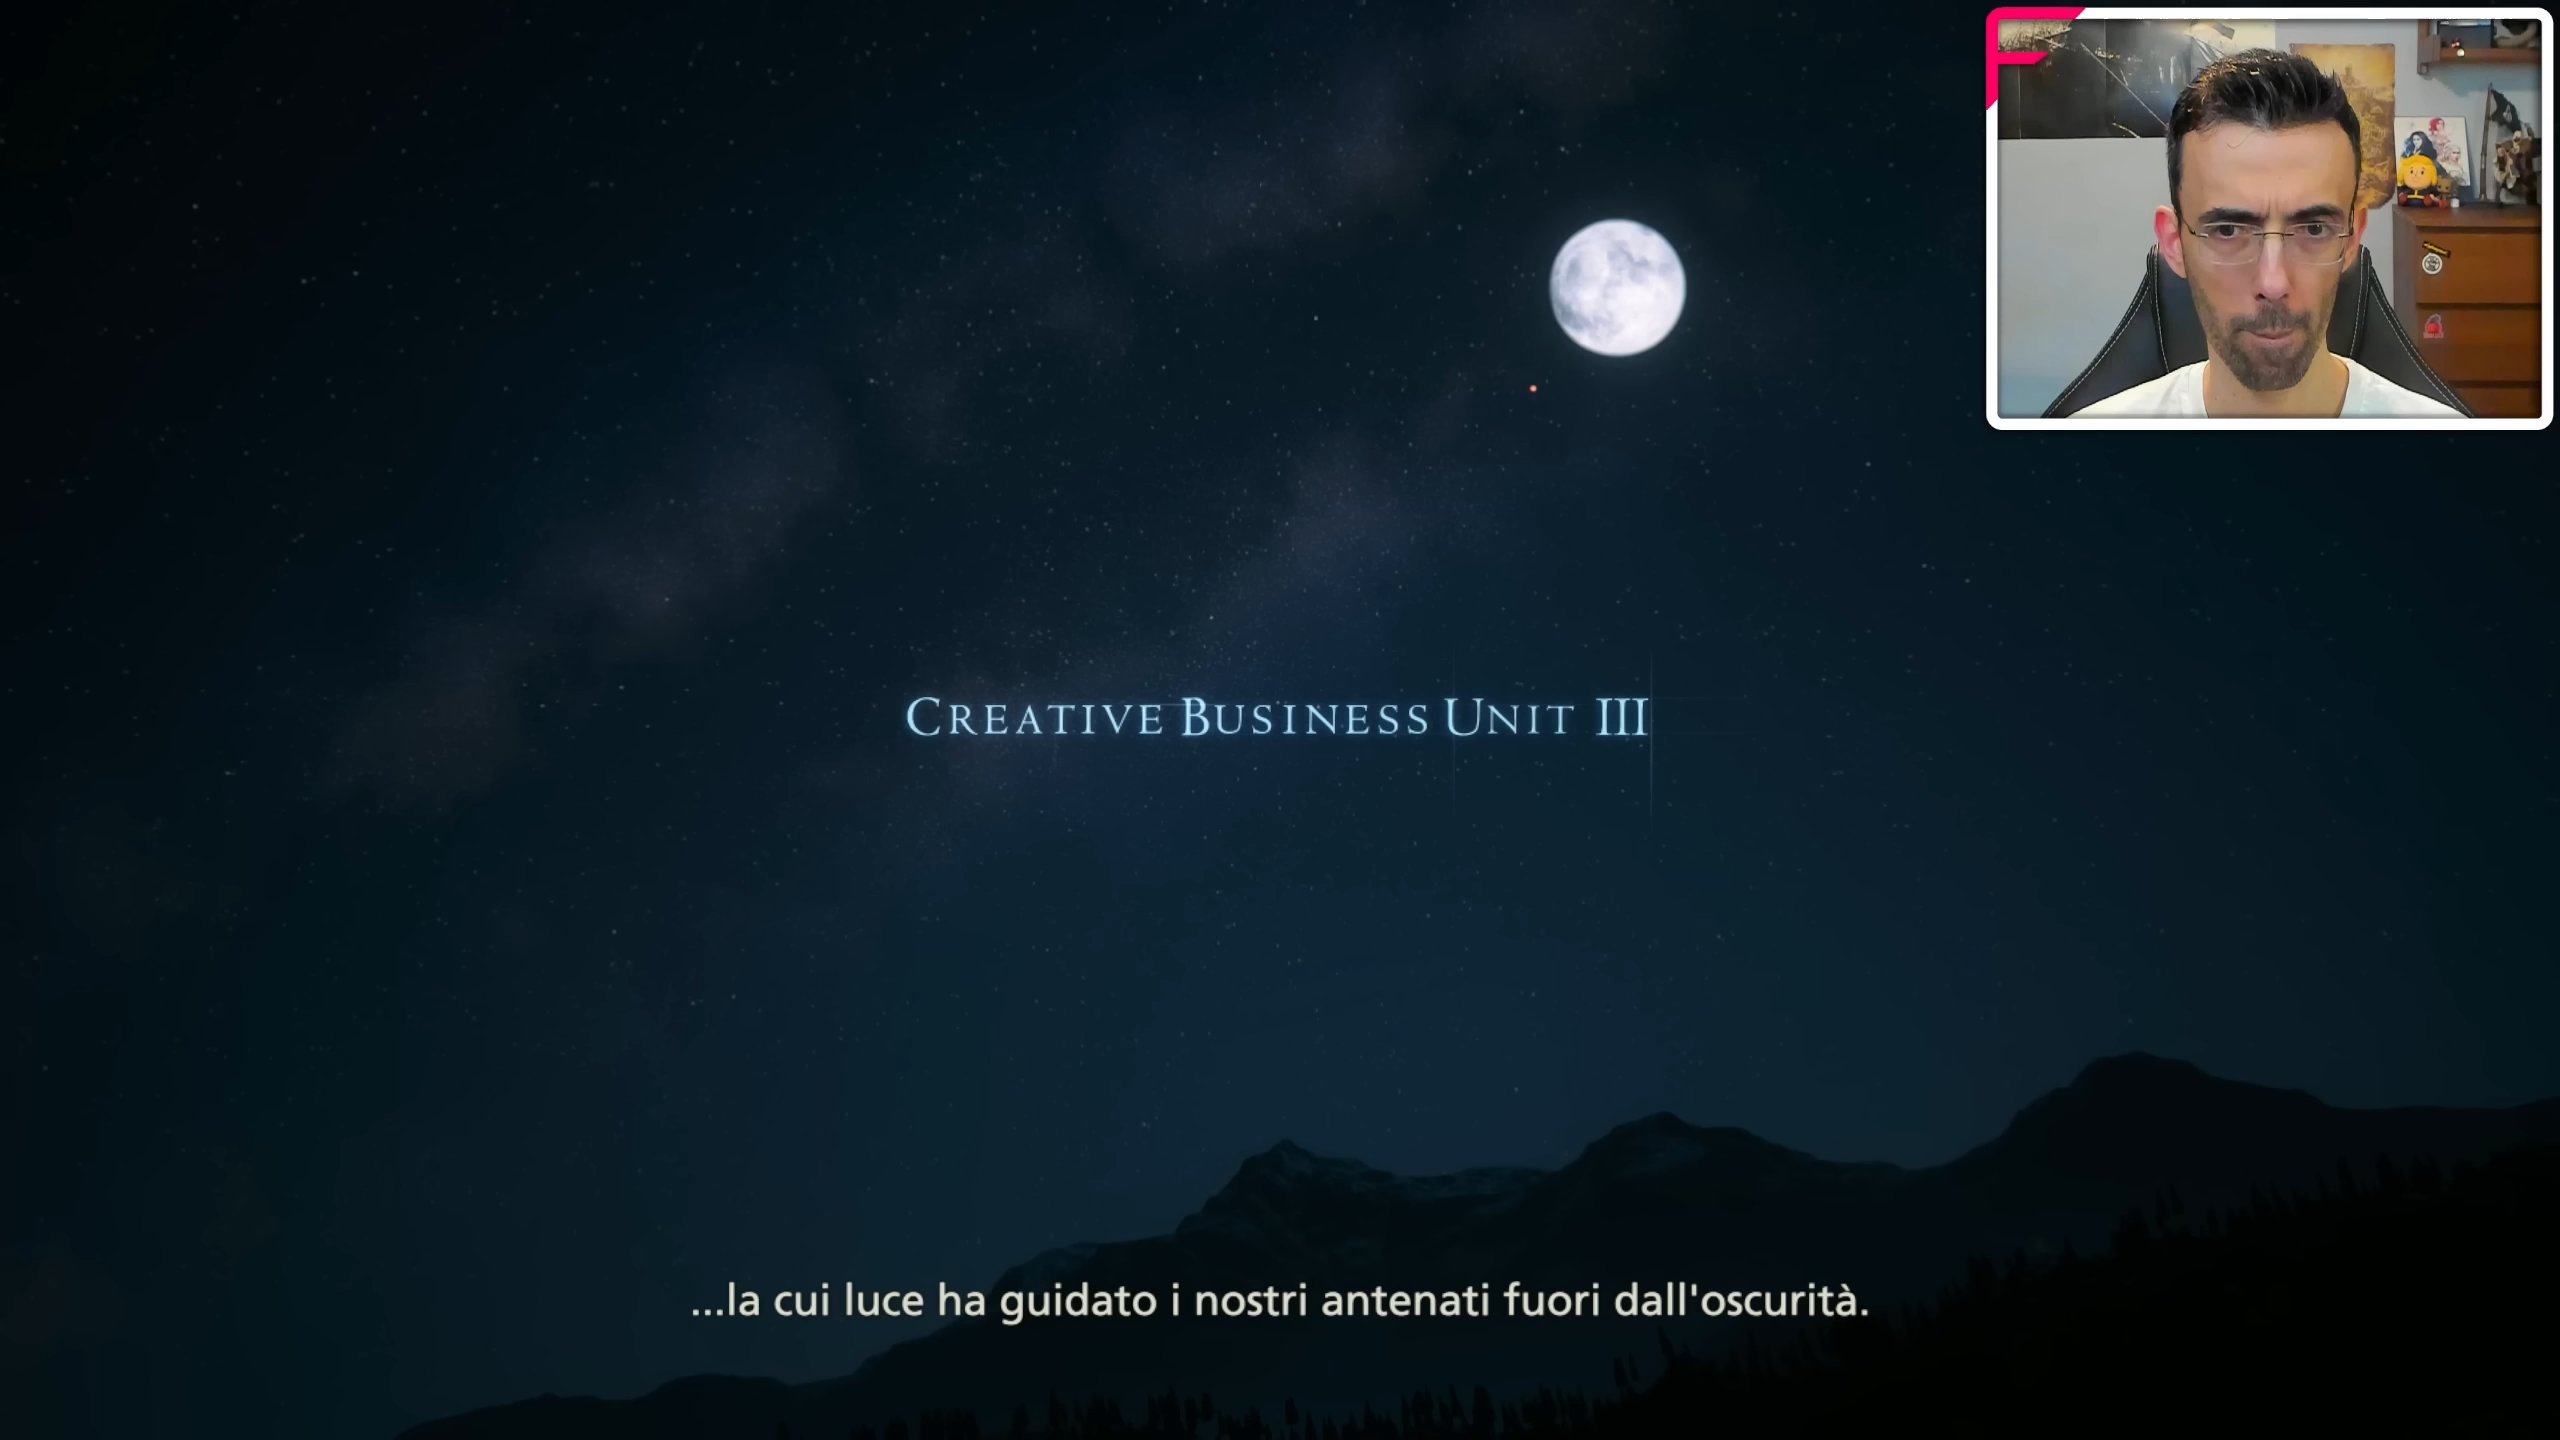 CREATIVE BUSINESS UNIT III
...la cui luce ha guidato i nostri antenati fuori dall'oscurità.